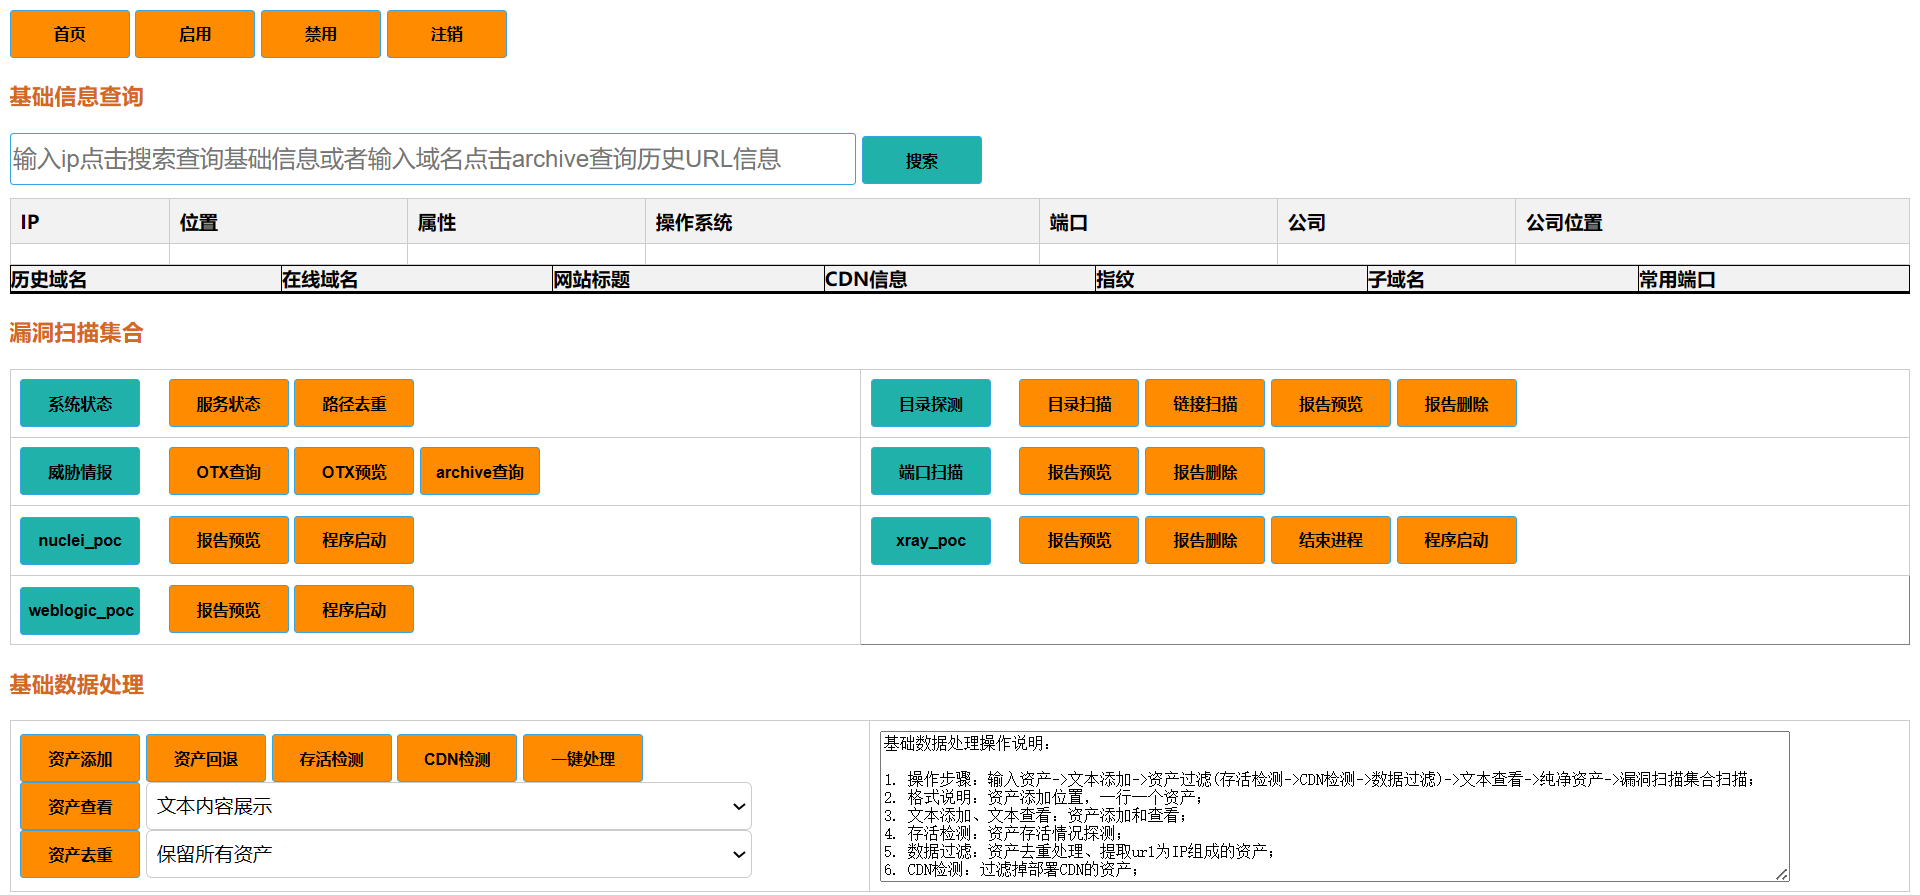 首页 启用 禁用 注销
基础信息查询
输入ip点击搜索查询基础信息或者输入域名点击archive查询历史URL信息 搜索
IP 位置 属性 操作系统 端口 公司 公司位置
历史域名 在线域名 网站标题 CDN信息 指纹 子域名 常用端口
漏洞扫描集合
系统状态 服务状态 路径去重 目录探测 目录扫描 链接扫描 报告预览 报告删除
威胁情报 OTX查询 OTX预览 archive查询 端口扫描 报告预览 报告删除
nuclei_poc 报告预览 程序启动 xray_poc 报告预览 报告删除 结束进程 程序启动
weblogic_poc 报告预览 程序启动
基础数据处理
资产添加 资产回退 存活检测 CDN检测 一键处理
资产查看 文本内容展示
资产去重 保留所有资产
基础数据处理操作说明：
1. 操作步骤：输入资产->文本添加->资产过滤(存活检测->CDN检测->数据过滤)->文本查看->纯净资产->漏洞扫描集合扫描；
2. 格式说明：资产添加位置，一行一个资产；
3. 文本添加、文本查看：资产添加和查看；
4. 存活检测：资产存活情况探测；
5. 数据过滤：资产去重处理、提取url为IP组成的资产；
6. CDN检测：过滤掉部署CDN的资产；